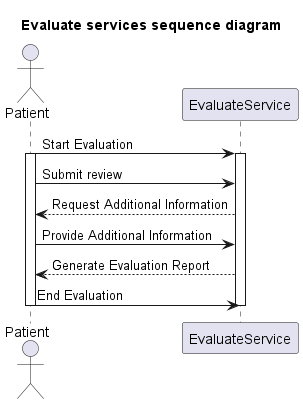 Evaluate services sequence diagram
Patient
EvaluateService
Start Evaluation
Submit review
Request Additional Information
Provide Additional Information
Generate Evaluation Report
End Evaluation
Patient
EvaluateService